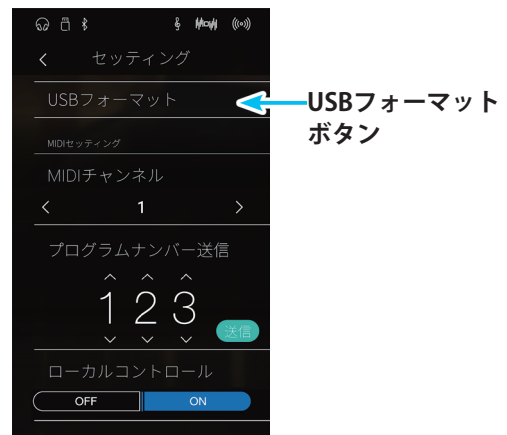 セッティング
USBフォーマット
USBフォーマット
ボタン
MIDIセッティング
MIDIチャンネル
1
プログラムナンバー送信
1 2 3
送信
ローカルコントロール
OFF ON